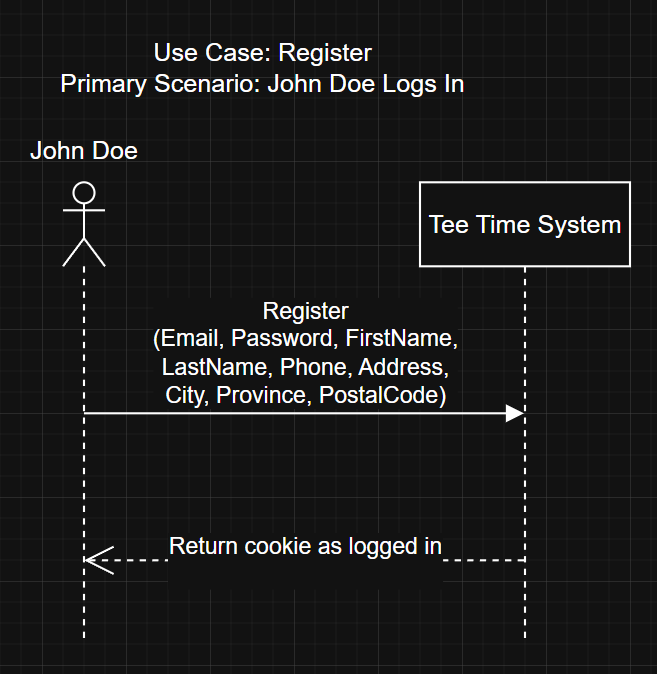 Use Case: Register
Primary Scenario: John Doe Logs In
John Doe
Tee Time System
Register
(Email, Password, FirstName,
LastName, Phone, Address,
City, Province, PostalCode)
Return cookie as logged in